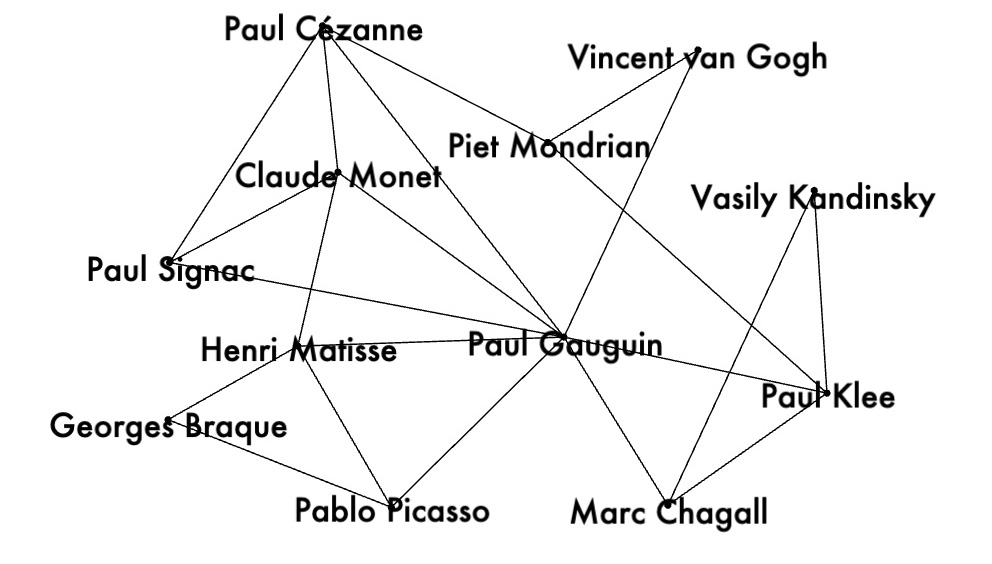 Paul Cézanne
Vincent van Gogh
Piet Mondrian
Claude Monet
Vasily Kandinsky
Paul Signac
Henri Matisse
Paul Gauguin
Paul Klee
Georges Braque
Pablo Picasso
Marc Chagall